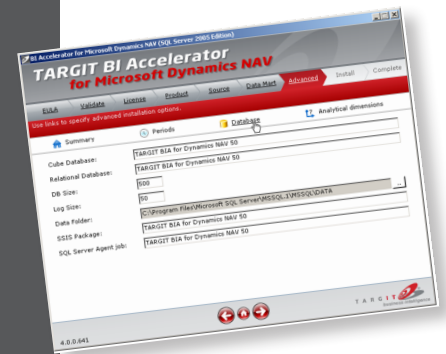 BI Accelerator for Microsoft Dynamics NAV (SQL Server 2005 Edition)
TARGIT BI Accelerator
for Microsoft Dynamics NAV
EULA Validate License Product Source Data Mart Advanced Install Complete
Use links to specify advanced installation options.
Summary Periods Database Analytical dimensions
Cube Database: TARGIT BIA for Dynamics NAV 50
Relational Database: TARGIT BIA for Dynamics NAV 50
DB Size: 500
Log Size: 50
Data Folder: C:\Program Files\Microsoft SQL Server\MSSQL.1\MSSQL\DATA ...
SSIS Package: TARGIT BIA for Dynamics NAV 50
SQL Server Agent job: TARGIT BIA for Dynamics NAV 50
4.0.0.641
TARGIT